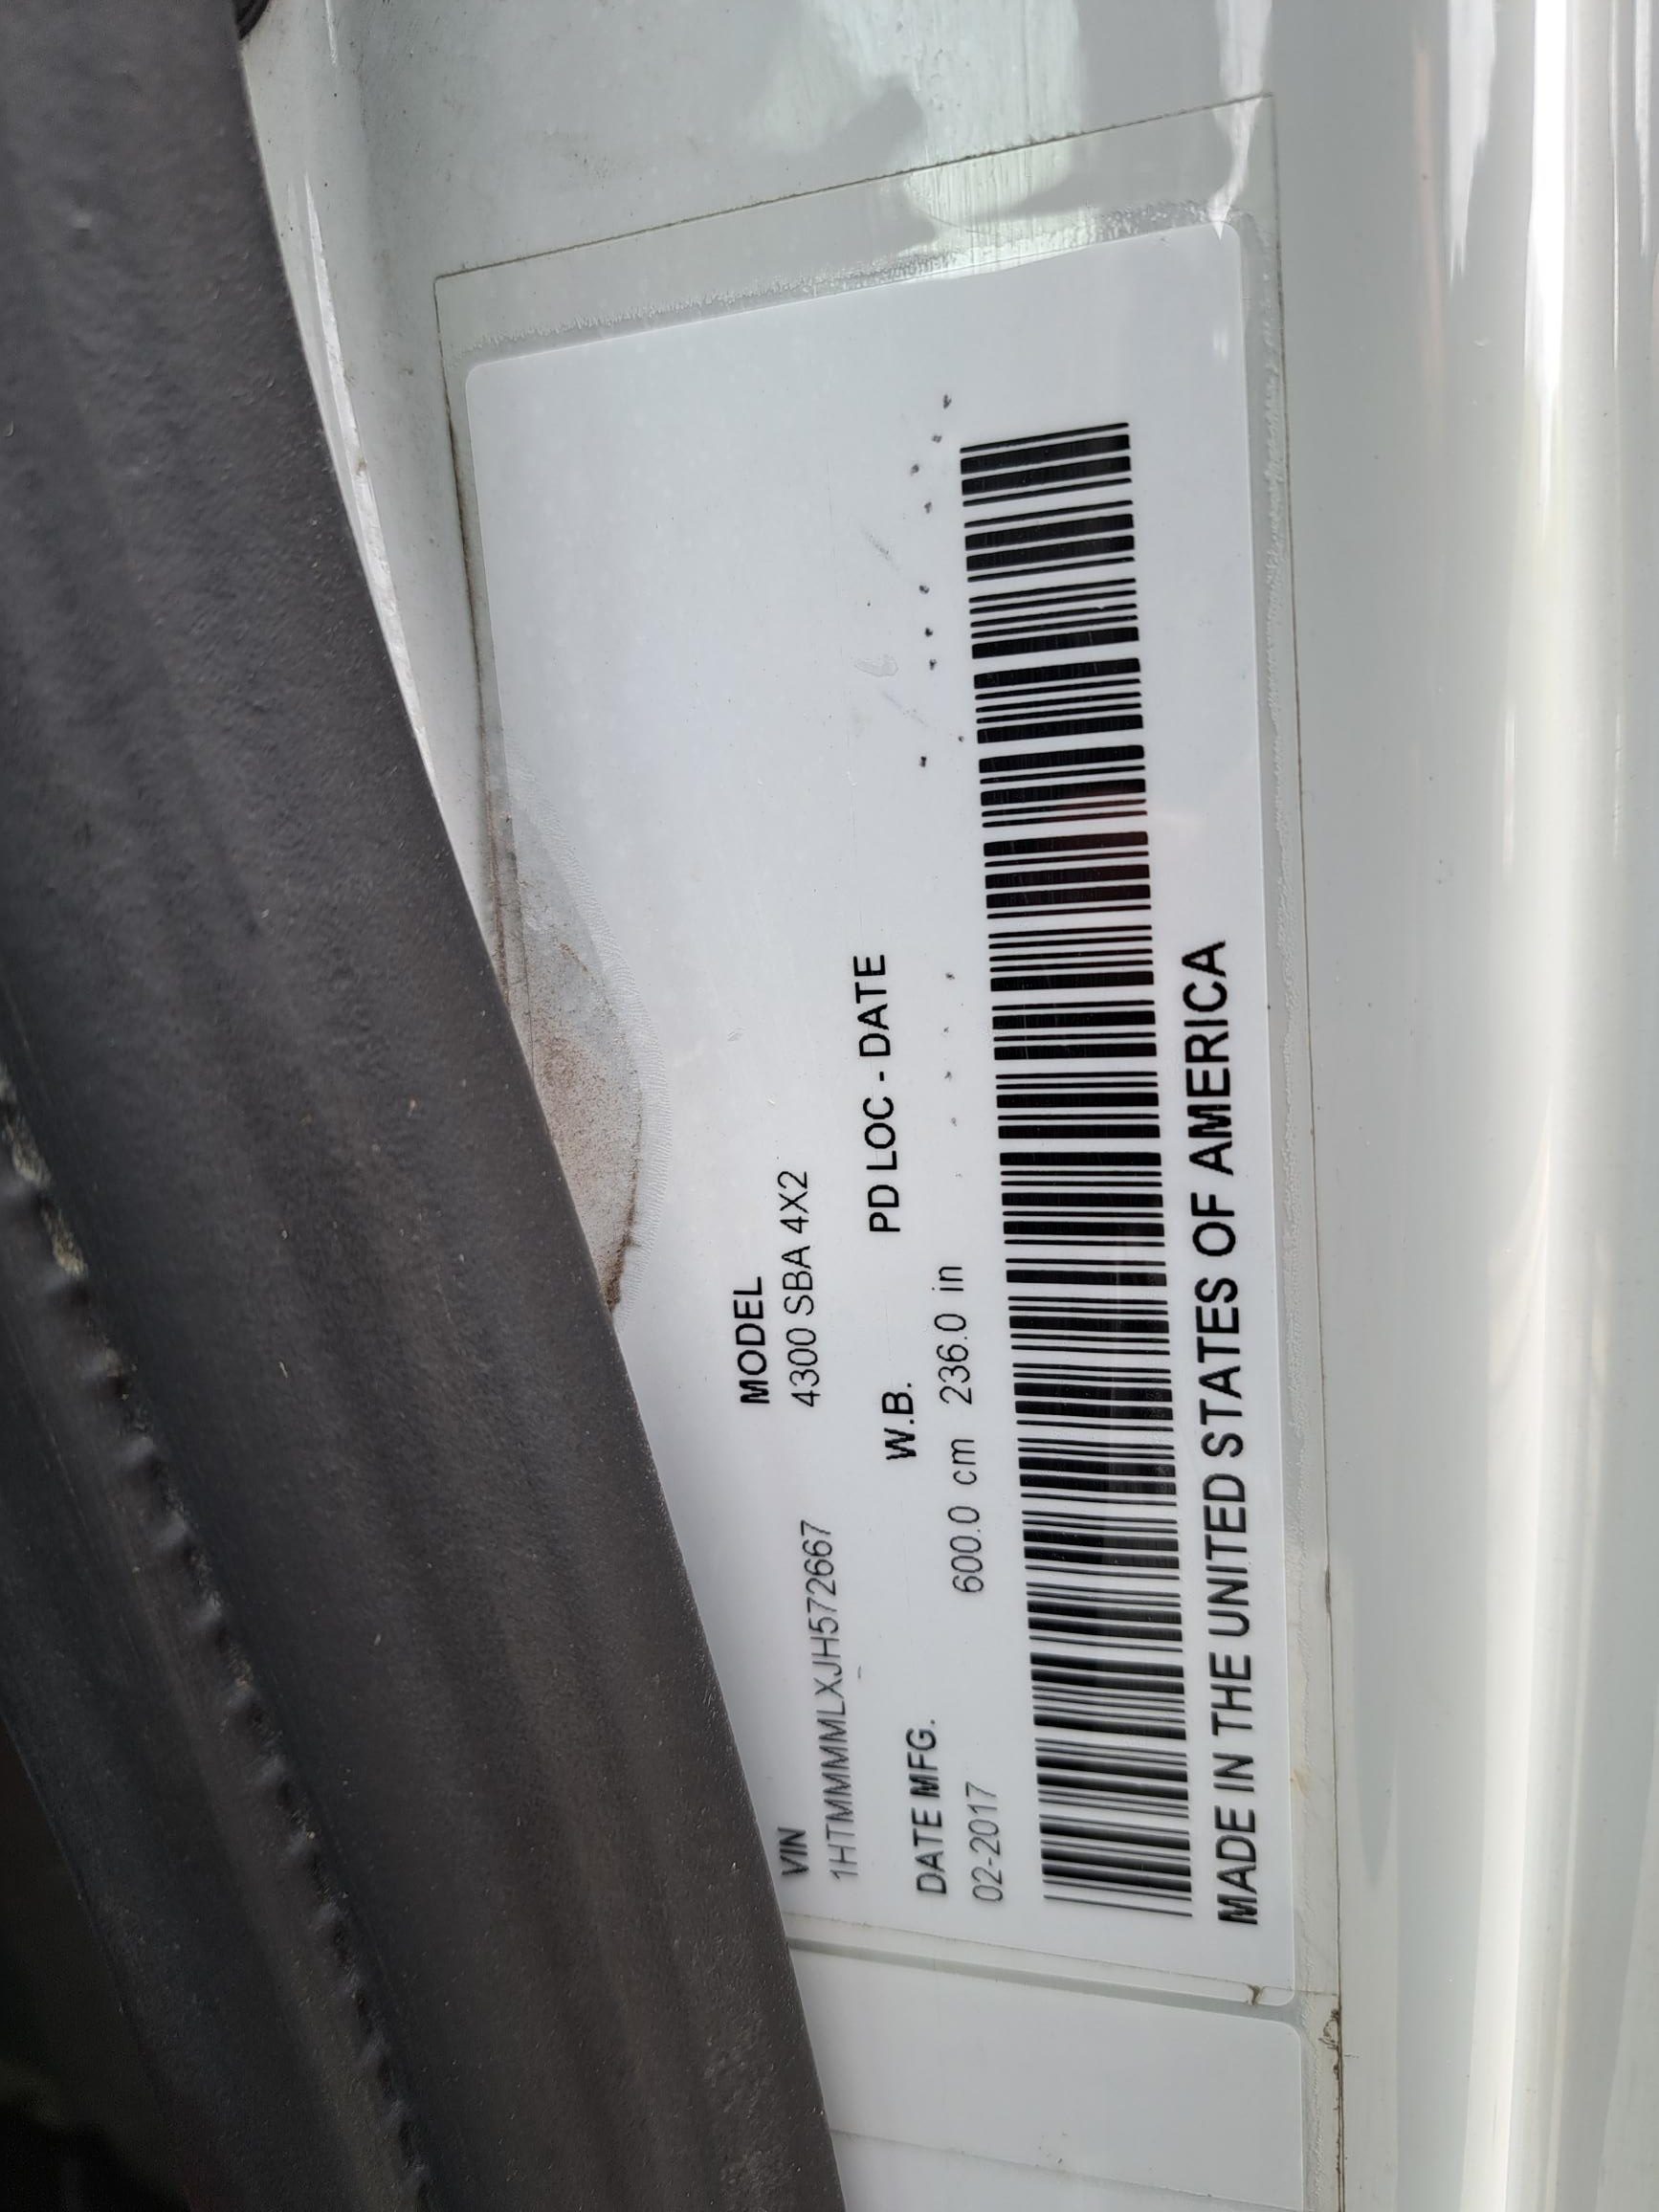 VIN MODEL
1HTMMMMLXJH572667 4300 SBA 4X2
DATE MFG. W.B. PD LOC - DATE
02-2017 600.0 cm 236.0 in
MADE IN THE UNITED STATES OF AMERICA